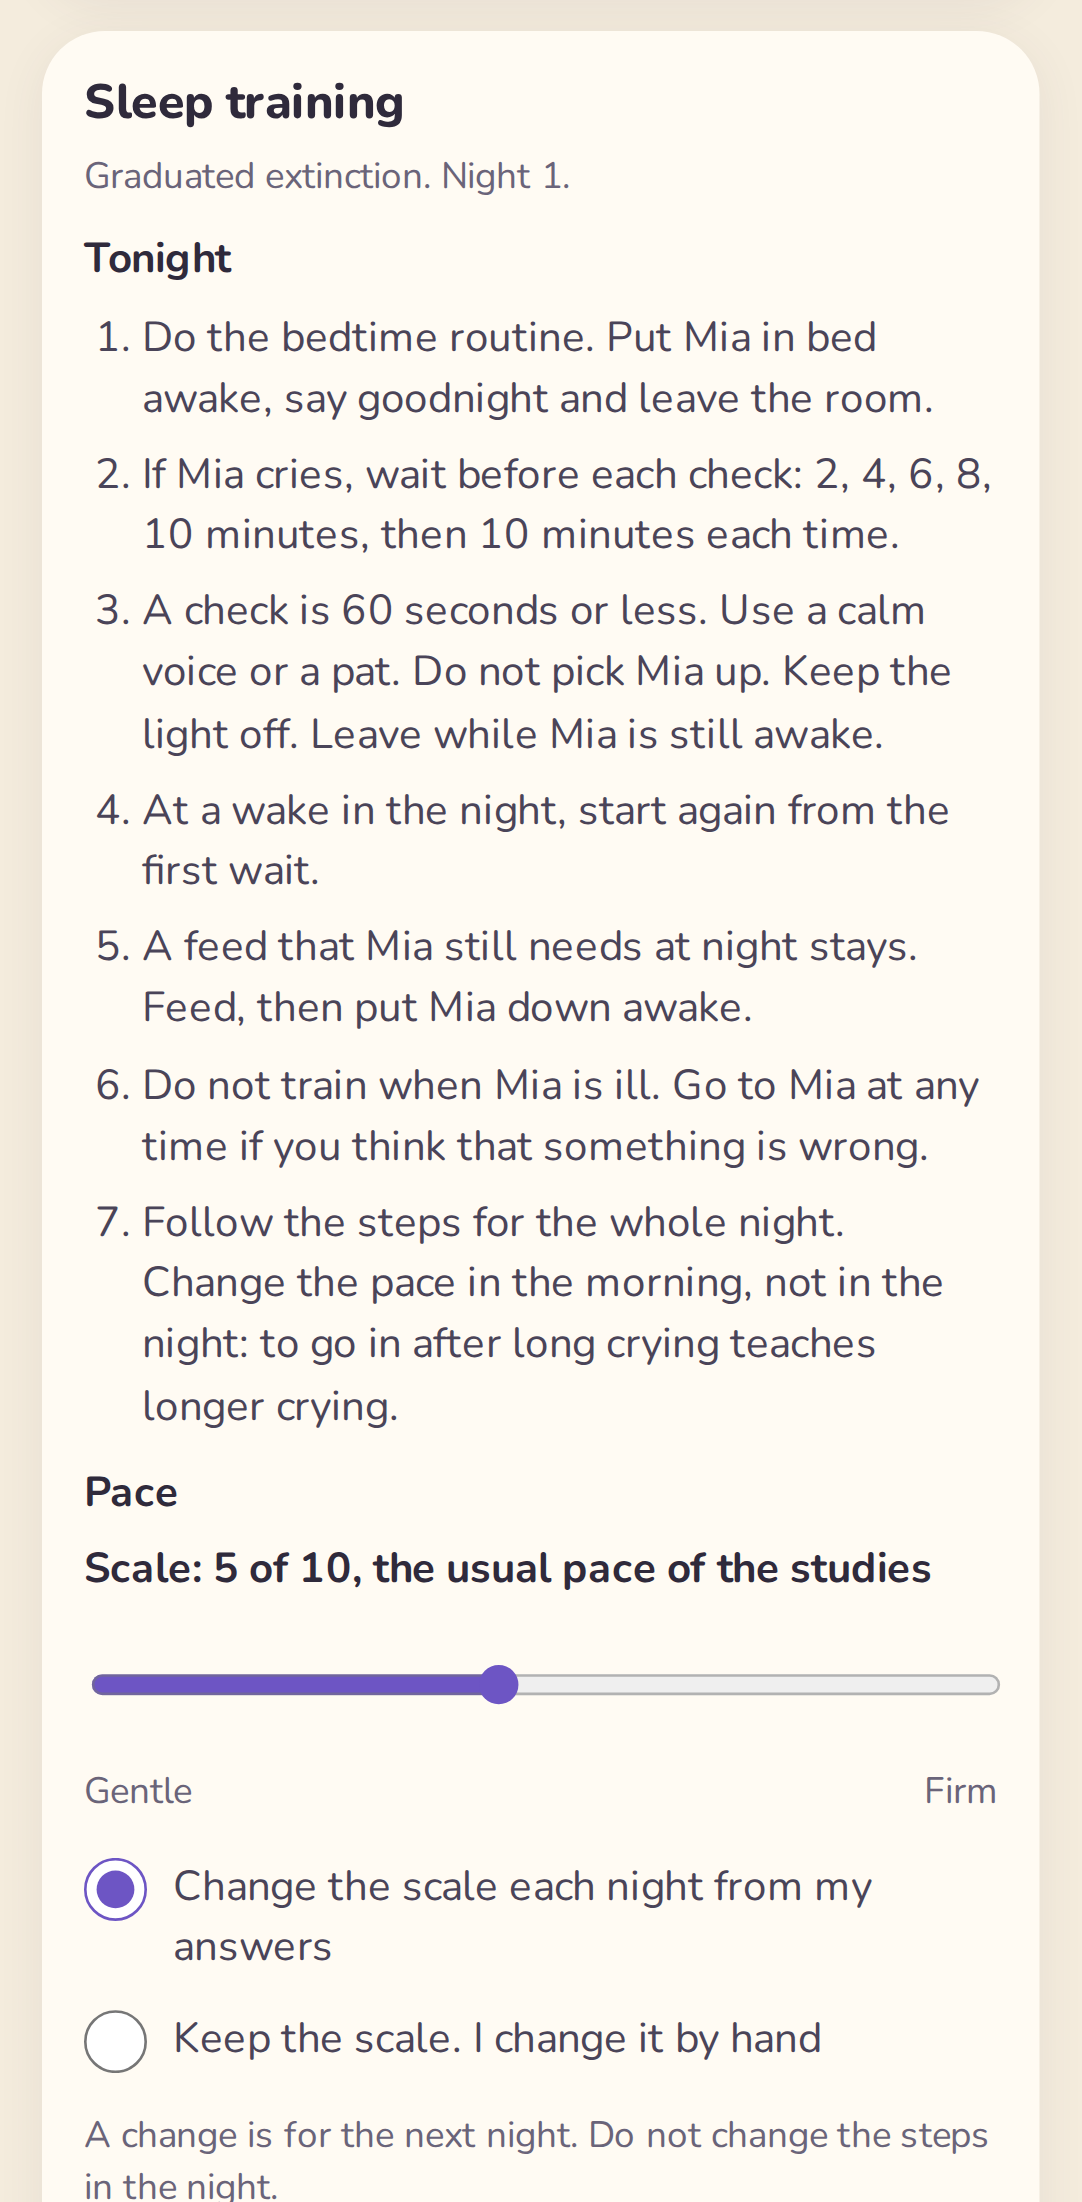 Sleep training
Graduated extinction. Night 1.
Tonight
1. Do the bedtime routine. Put Mia in bed
awake, say goodnight and leave the room.
2. If Mia cries, wait before each check: 2, 4, 6, 8,
10 minutes, then 10 minutes each time.
3. A check is 60 seconds or less. Use a calm
voice or a pat. Do not pick Mia up. Keep the
light off. Leave while Mia is still awake.
4. At a wake in the night, start again from the
first wait.
5. A feed that Mia still needs at night stays.
Feed, then put Mia down awake.
6. Do not train when Mia is ill. Go to Mia at any
time if you think that something is wrong.
7. Follow the steps for the whole night.
Change the pace in the morning, not in the
night: to go in after long crying teaches
longer crying.
Pace
Scale: 5 of 10, the usual pace of the studies
Gentle Firm
Change the scale each night from my
answers
Keep the scale. I change it by hand
A change is for the next night. Do not change the steps
in the night.